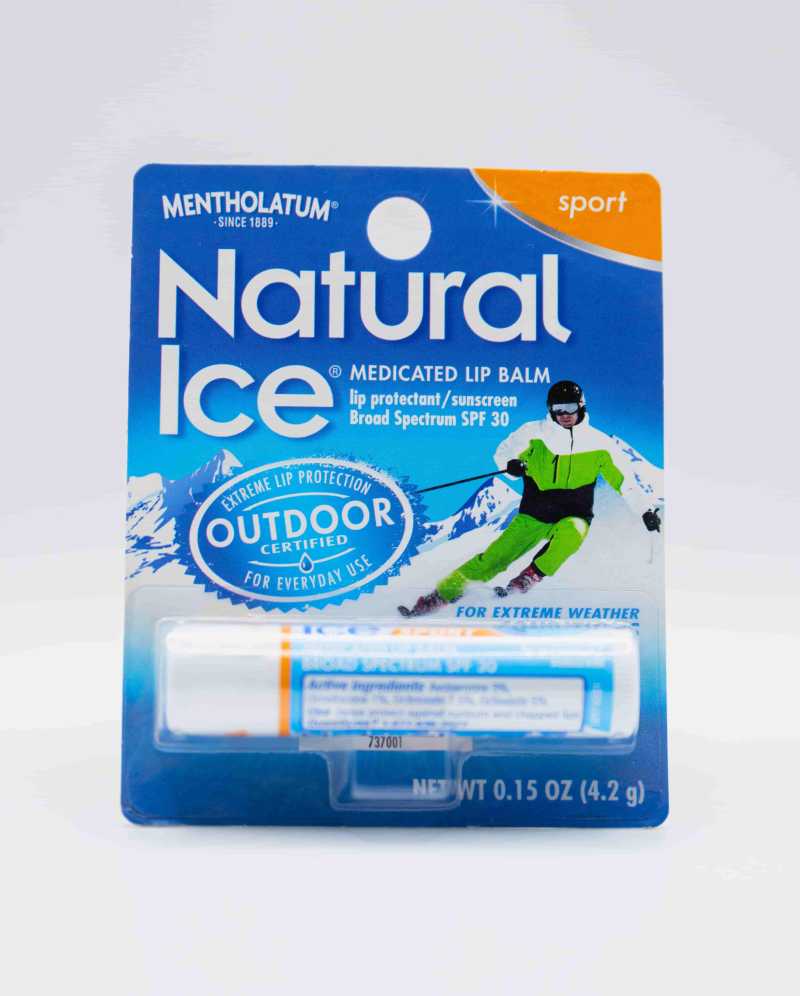 MENTHOLATUM®
·SINCE 1889·
sport
Natural
Ice® MEDICATED LIP BALM
lip protectant/sunscreen
Broad Spectrum SPF 30
EXTREME LIP PROTECTION
OUTDOOR
CERTIFIED
FOR EVERYDAY USE
FOR EXTREME WEATHER
BROAD SPECTRUM SPF 30
Active Ingredients
737001
NET WT 0.15 OZ (4.2 g)